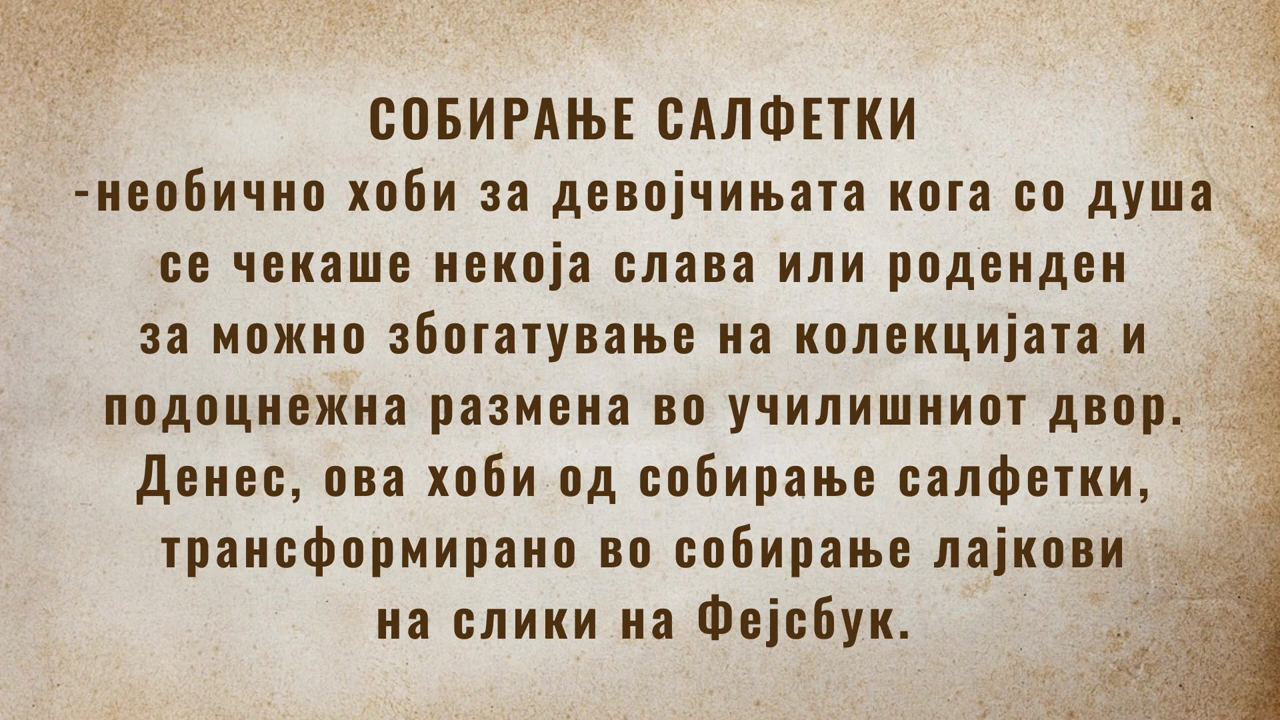 СОБИРАЊЕ САЛФЕТКИ
-необично хоби за девојчињата кога со душа
се чекаше некоја слава или роденден
за можно збогатување на колекцијата и
подоцнежна размена во училишниот двор.
Денес, ова хоби од собирање салфетки,
трансформирано во собирање лајкови
на слики на Фејсбук.